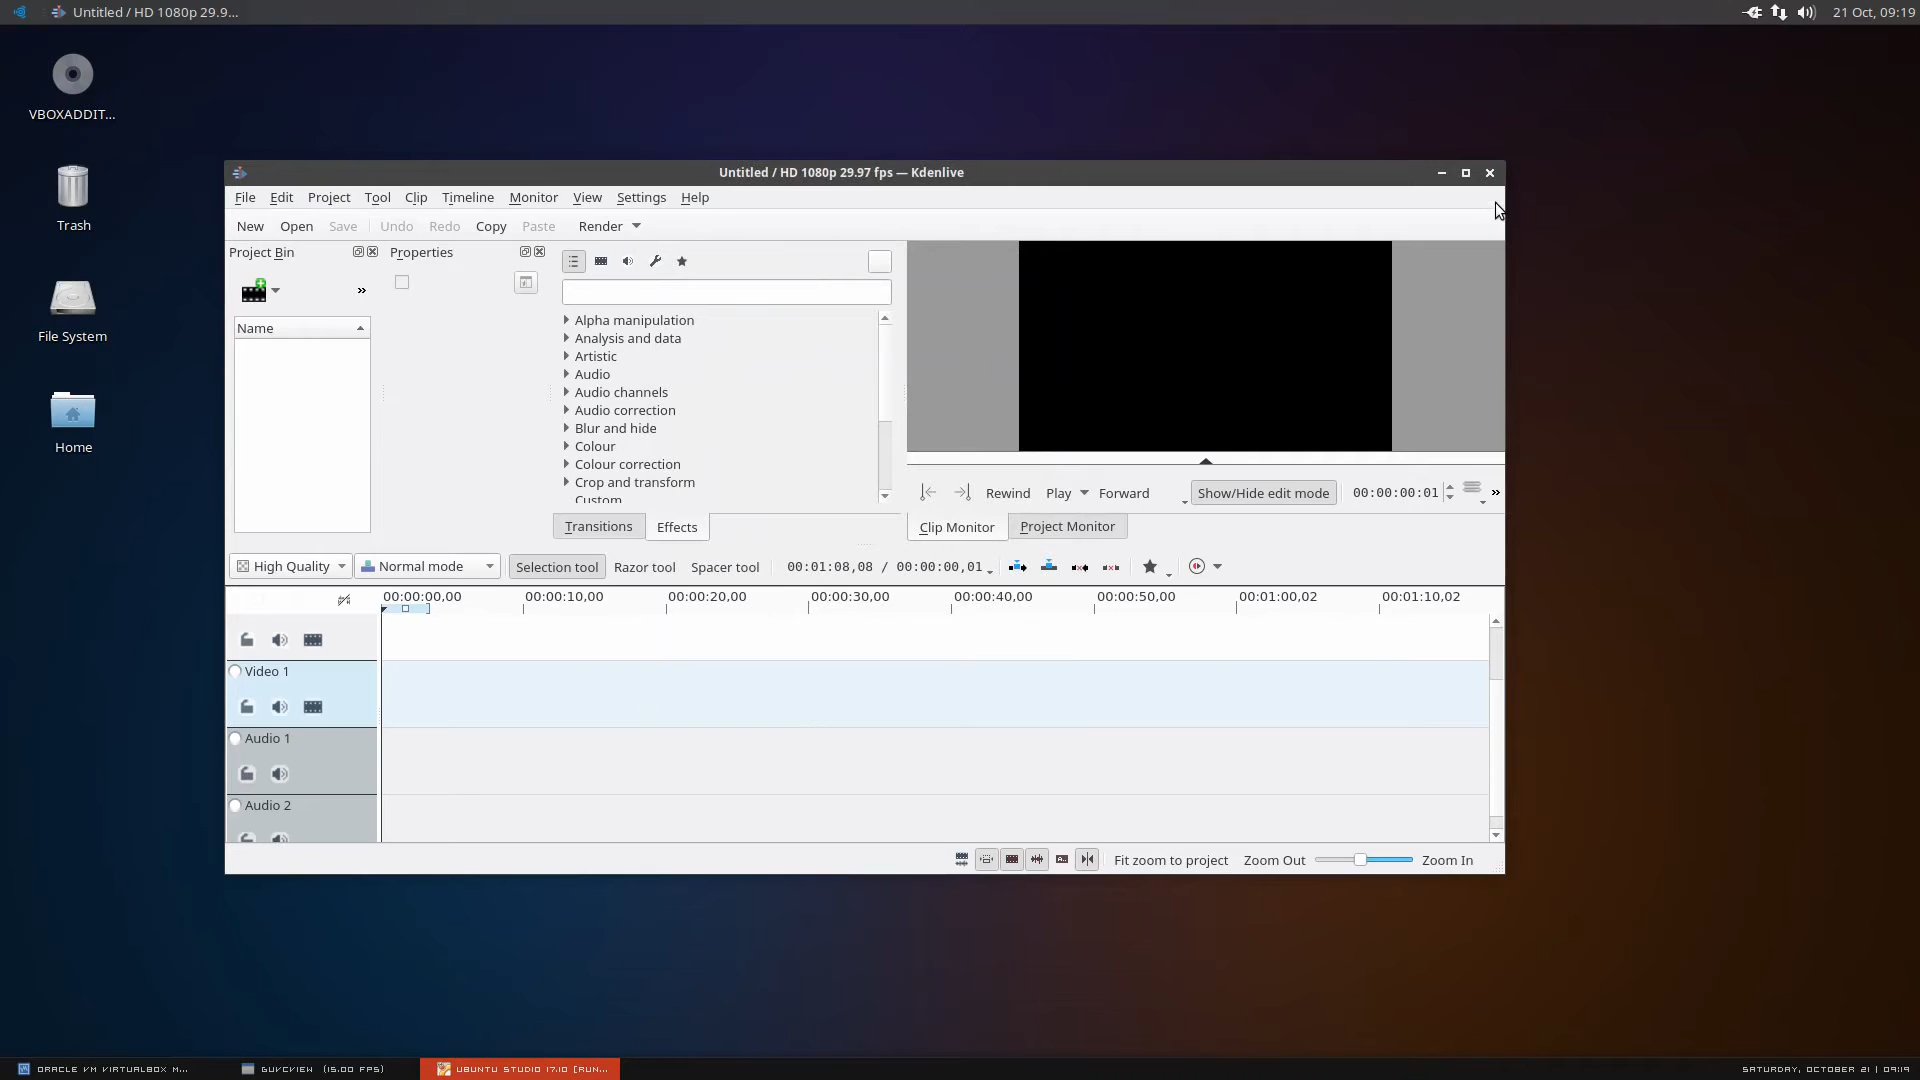 Untitled / HD 1080p 29.9...
21 Oct, 09:19
VBOXADDIT...
Trash
File System
Home
Untitled / HD 1080p 29.97 fps — Kdenlive
File Edit Project Tool Clip Timeline Monitor View Settings Help
New Open Save Undo Redo Copy Paste Render
Project Bin
Properties
Name
Alpha manipulation
Analysis and data
Artistic
Audio
Audio channels
Audio correction
Blur and hide
Colour
Colour correction
Crop and transform
Custom
Transitions Effects
Rewind Play Forward Show/Hide edit mode 00:00:00:01
Clip Monitor Project Monitor
High Quality Normal mode Selection tool Razor tool Spacer tool 00:01:08,08 / 00:00:00,01
00:00:00,00 00:00:10,00 00:00:20,00 00:00:30,00 00:00:40,00 00:00:50,00 00:01:00,02 00:01:10,02
Video 1
Audio 1
Audio 2
Fit zoom to project Zoom Out Zoom In
ORACLE VM VIRTUALBOX M... GUVCVIEW (15.00 FPS) UBUNTU STUDIO 17.10 [RUN...
SATURDAY, OCTOBER 21 | 09:19